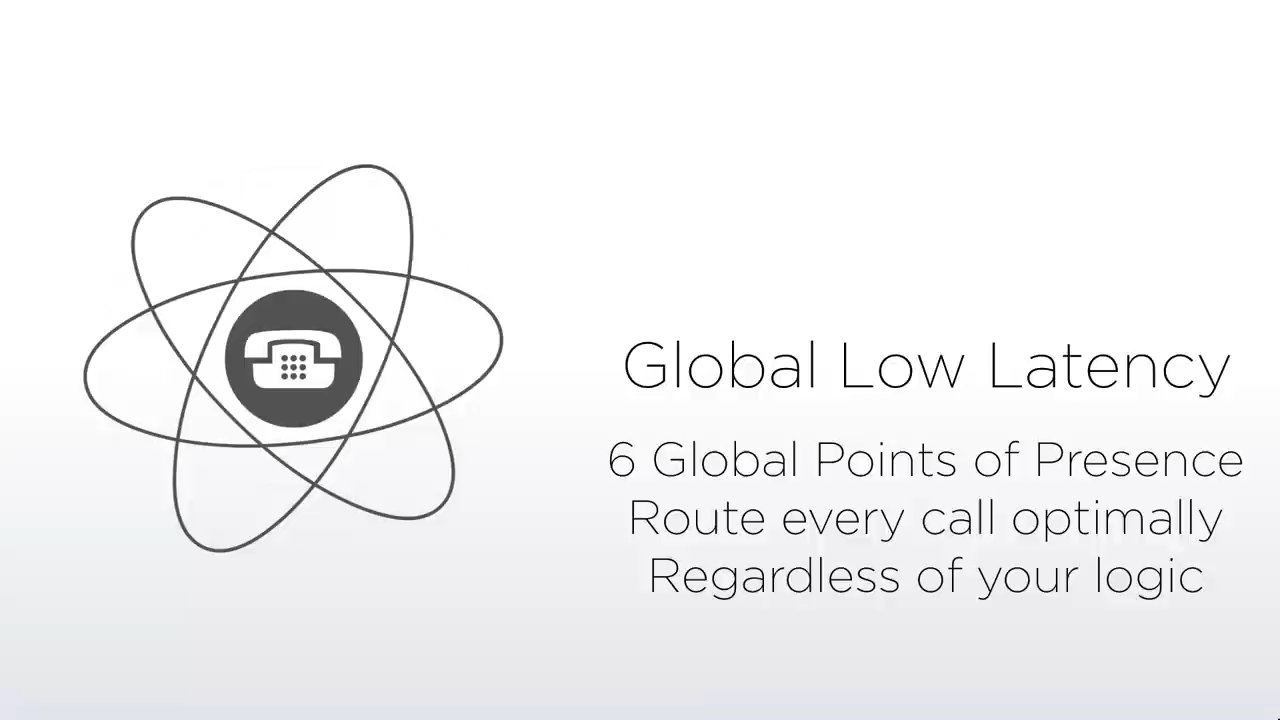 Global Low Latency
6 Global Points of Presence
Route every call optimally
Regardless of your logic